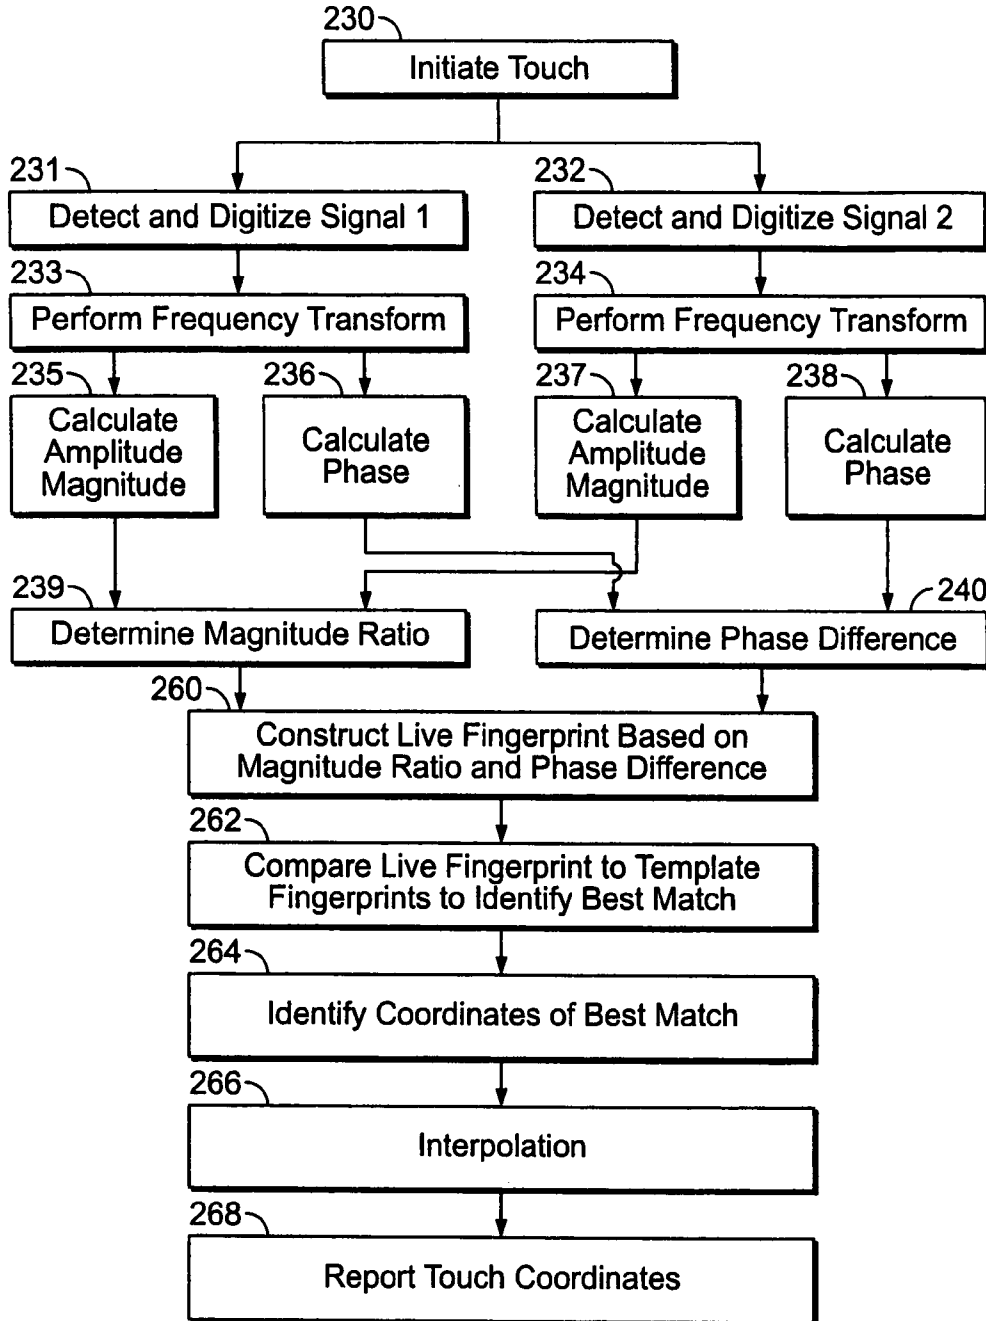 230
Initiate Touch
231
Detect and Digitize Signal 1
232
Detect and Digitize Signal 2
233
Perform Frequency Transform
234
Perform Frequency Transform
235
Calculate
Amplitude
Magnitude
236
Calculate
Phase
237
Calculate
Amplitude
Magnitude
238
Calculate
Phase
239
Determine Magnitude Ratio
240
Determine Phase Difference
260
Construct Live Fingerprint Based on
Magnitude Ratio and Phase Difference
262
Compare Live Fingerprint to Template
Fingerprints to Identify Best Match
264
Identify Coordinates of Best Match
266
Interpolation
268
Report Touch Coordinates